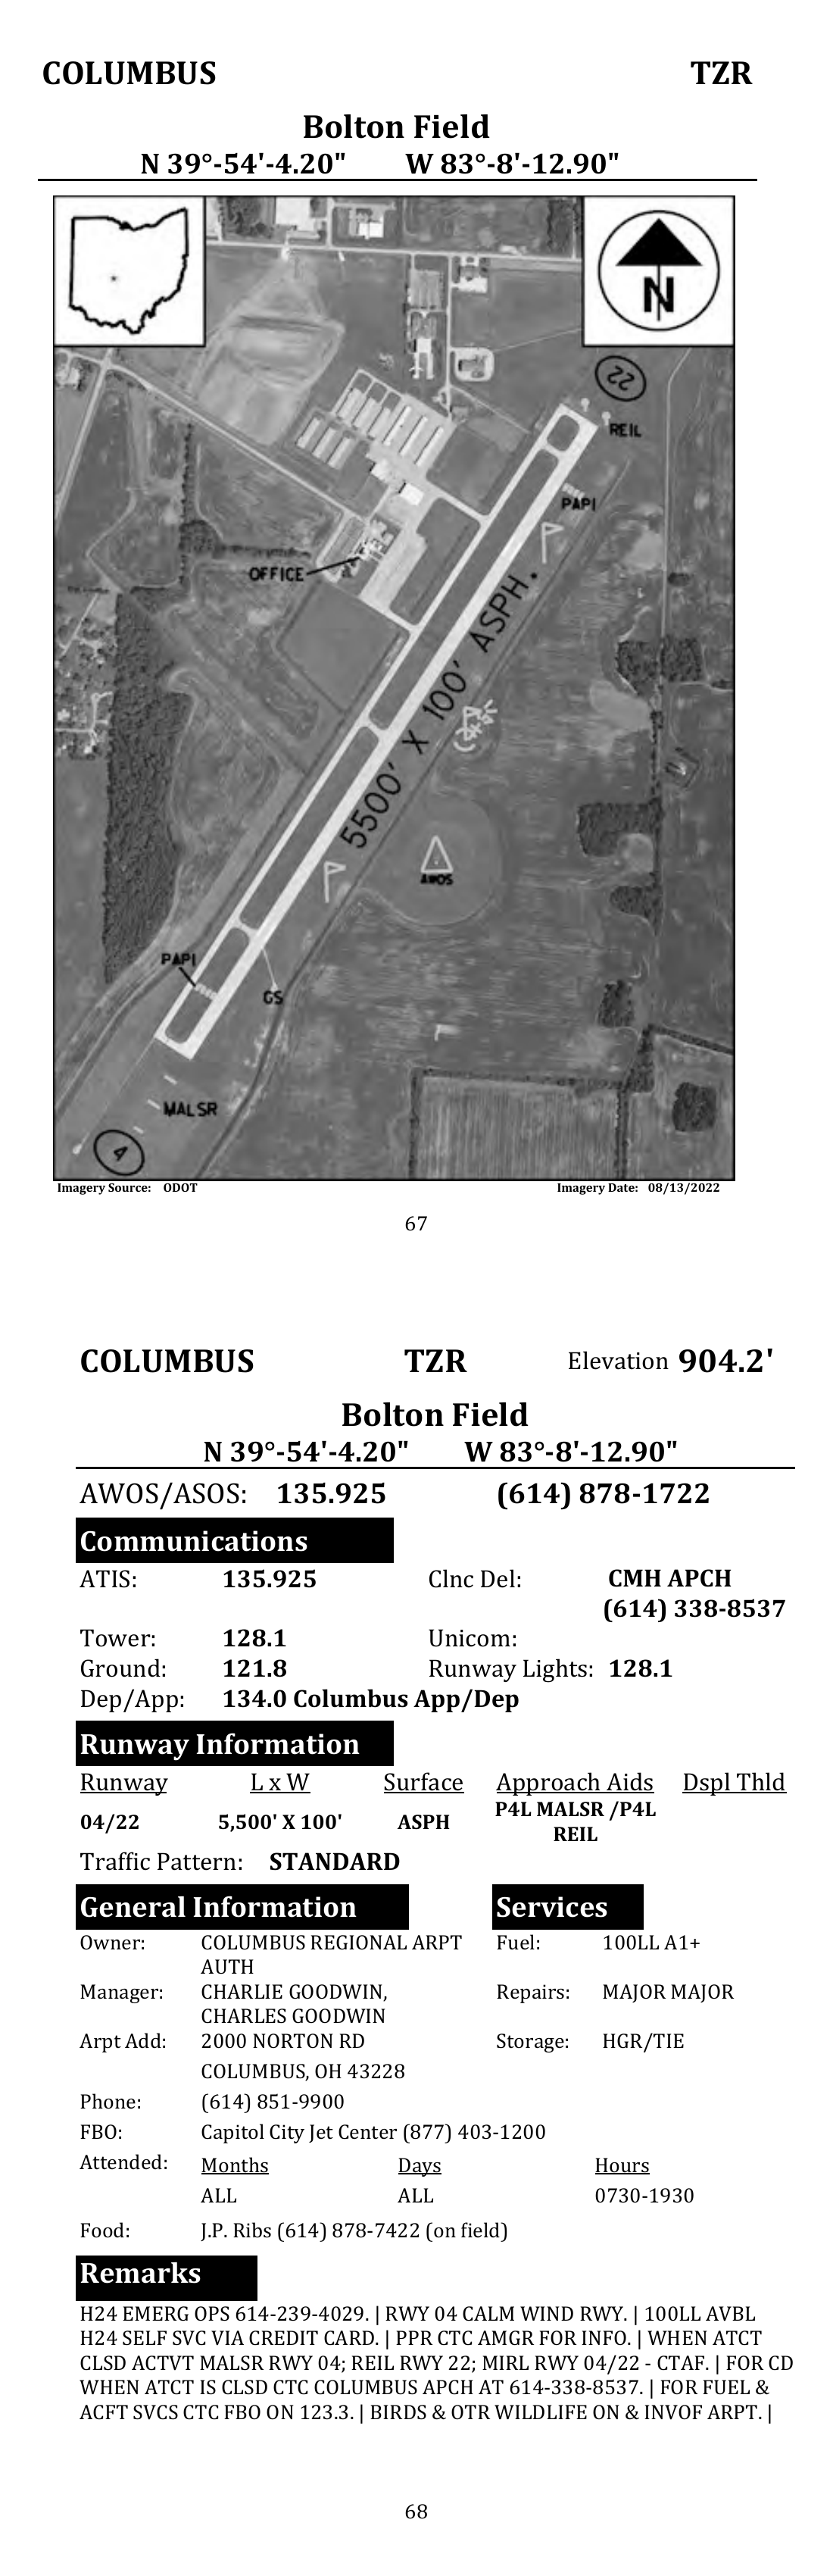 COLUMBUS TZR
Bolton Field
N 39°-54'-4.20" W 83°-8'-12.90"
N
22
REIL
PAPI
OFFICE
5500' X 100' ASPH.
AWOS
PAPI
GS
MALSR
4
Imagery Source: ODOT Imagery Date: 08/13/2022
67
COLUMBUS TZR Elevation 904.2'
Bolton Field
N 39°-54'-4.20" W 83°-8'-12.90"
AWOS/ASOS: 135.925 (614) 878-1722
Communications
ATIS: 135.925 Clnc Del: CMH APCH
(614) 338-8537
Tower: 128.1 Unicom:
Ground: 121.8 Runway Lights: 128.1
Dep/App: 134.0 Columbus App/Dep
Runway Information
Runway L x W Surface Approach Aids Dspl Thld
04/22 5,500' X 100' ASPH P4L MALSR /P4L
REIL
Traffic Pattern: STANDARD
General Information Services
Owner: COLUMBUS REGIONAL ARPT Fuel: 100LL A1+
AUTH
Manager: CHARLIE GOODWIN, Repairs: MAJOR MAJOR
CHARLES GOODWIN
Arpt Add: 2000 NORTON RD Storage: HGR/TIE
COLUMBUS, OH 43228
Phone: (614) 851-9900
FBO: Capitol City Jet Center (877) 403-1200
Attended: Months Days Hours
ALL ALL 0730-1930
Food: J.P. Ribs (614) 878-7422 (on field)
Remarks
H24 EMERG OPS 614-239-4029. | RWY 04 CALM WIND RWY. | 100LL AVBL
H24 SELF SVC VIA CREDIT CARD. | PPR CTC AMGR FOR INFO. | WHEN ATCT
CLSD ACTVT MALSR RWY 04; REIL RWY 22; MIRL RWY 04/22 - CTAF. | FOR CD
WHEN ATCT IS CLSD CTC COLUMBUS APCH AT 614-338-8537. | FOR FUEL &
ACFT SVCS CTC FBO ON 123.3. | BIRDS & OTR WILDLIFE ON & INVOF ARPT. |
68